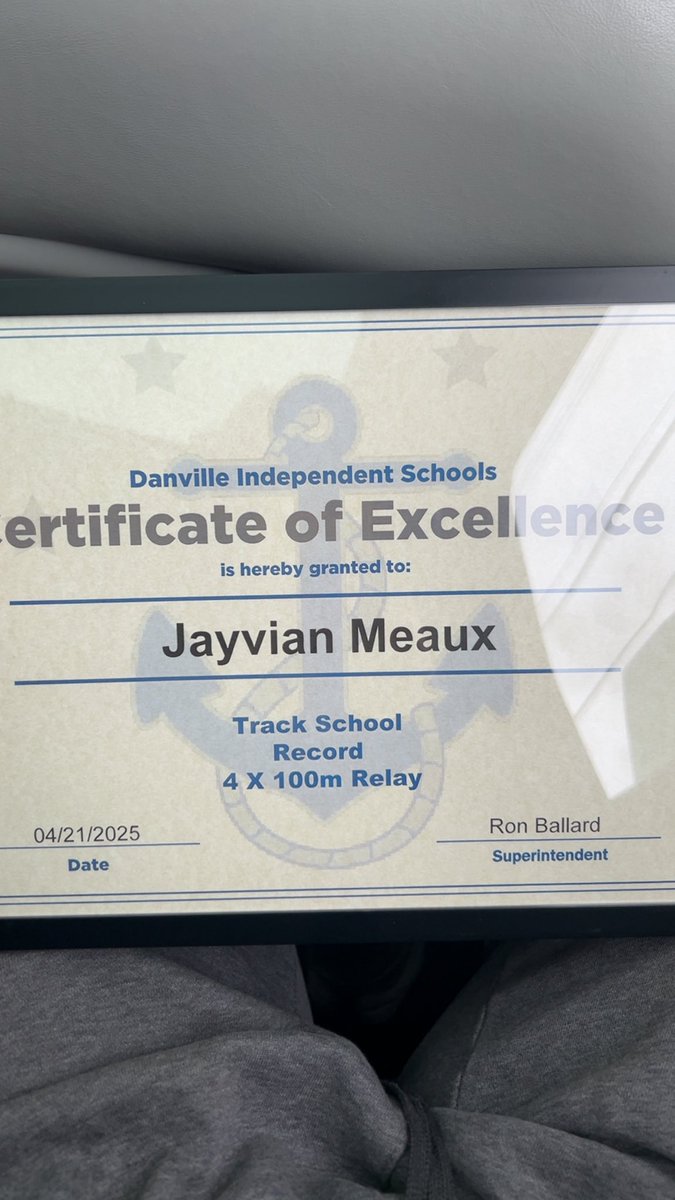 Danville Independent Schools
Certificate of Excellence
is hereby granted to:
Jayvian Meaux
Track School
Record
4 X 100m Relay
04/21/2025
Date
Ron Ballard
Superintendent